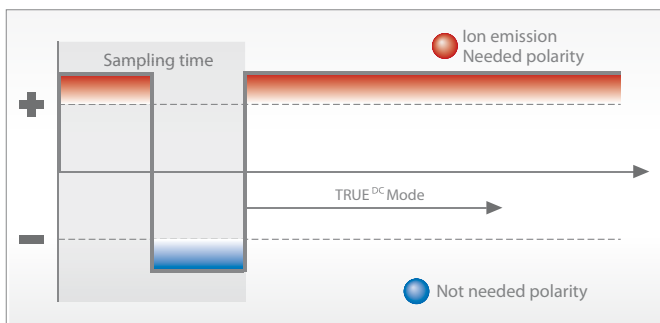 Ion emission
Needed polarity
Sampling time
+
TRUE DC Mode
−
Not needed polarity